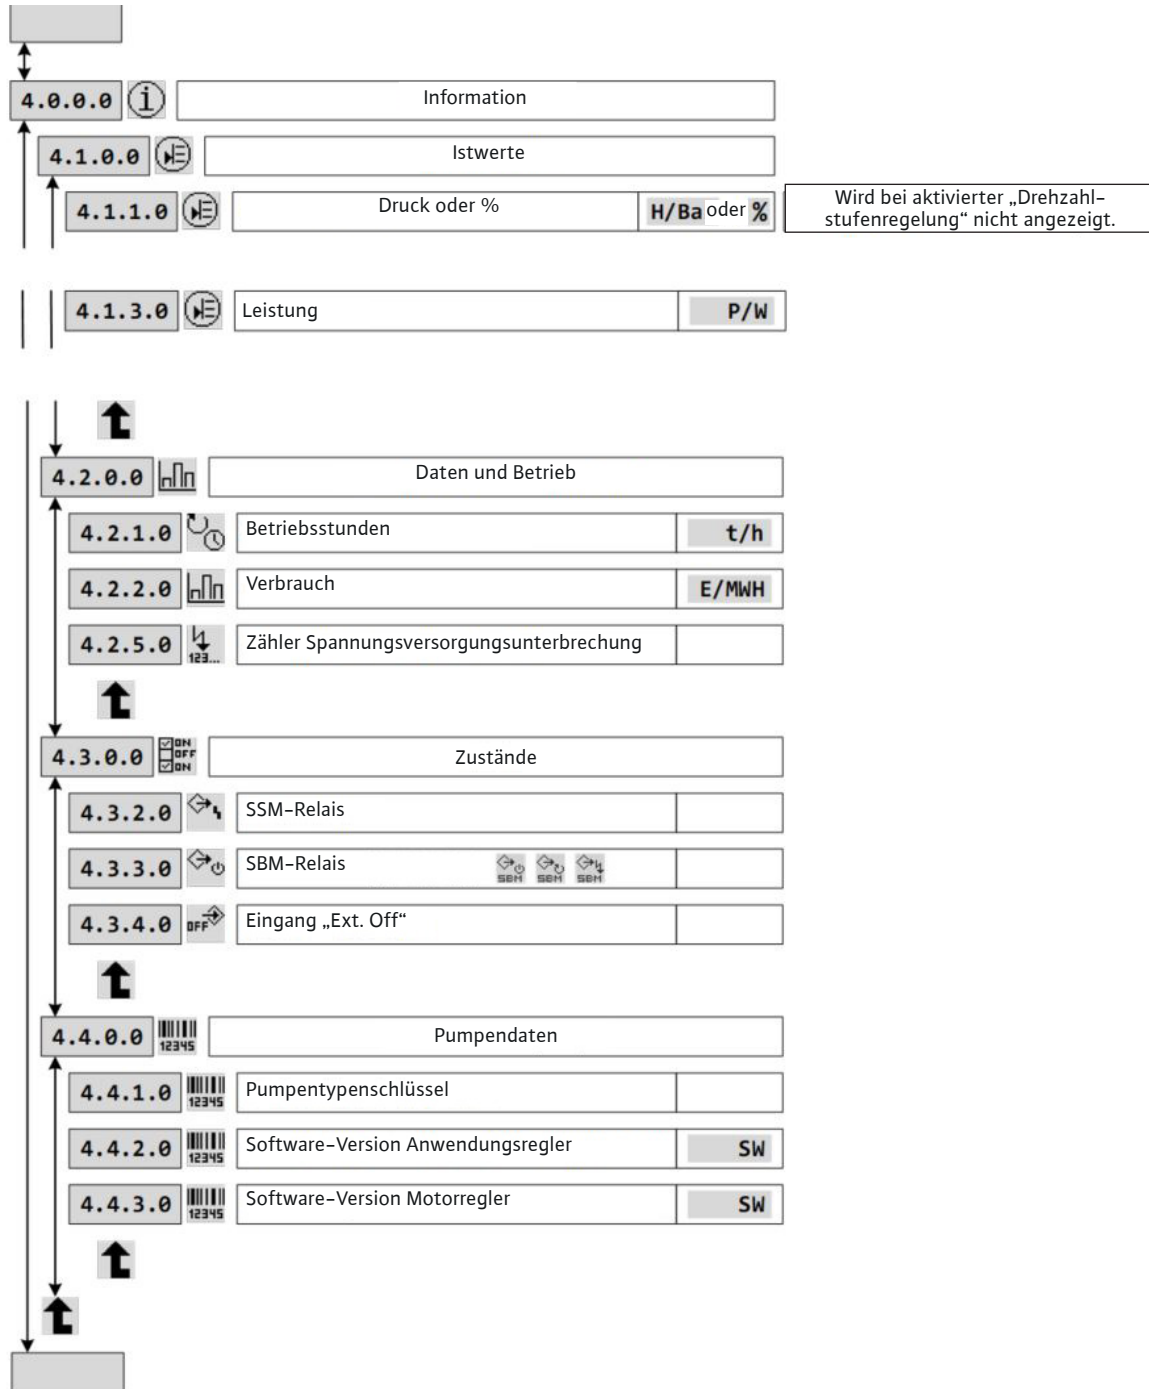 4.0.0.0 Information
4.1.0.0 Istwerte
4.1.1.0 Druck oder % H/Ba oder %
Wird bei aktivierter „Drehzahl-
stufenregelung“ nicht angezeigt.
4.1.3.0 Leistung P/W
4.2.0.0 Daten und Betrieb
4.2.1.0 Betriebsstunden t/h
4.2.2.0 Verbrauch E/MWH
4.2.5.0 123... Zähler Spannungsversorgungsunterbrechung
4.3.0.0 ON OFF ON Zustände
4.3.2.0 SSM-Relais
4.3.3.0 SBM-Relais SBM SBM SBM
4.3.4.0 OFF Eingang „Ext. Off“
4.4.0.0 12345 Pumpendaten
4.4.1.0 12345 Pumpentypenschlüssel
4.4.2.0 12345 Software-Version Anwendungsregler SW
4.4.3.0 12345 Software-Version Motorregler SW